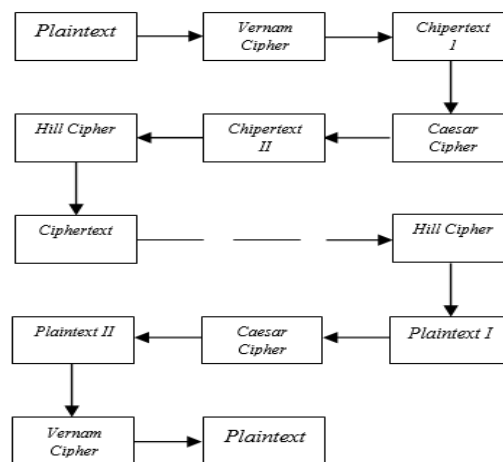 Plaintext
Vernam
Cipher
Chipertext
1
Hill Cipher
Chipertext
II
Caesar
Cipher
Ciphertext
Hill Cipher
Plaintext II
Caesar
Cipher
Plaintext I
Vernam
Cipher
Plaintext